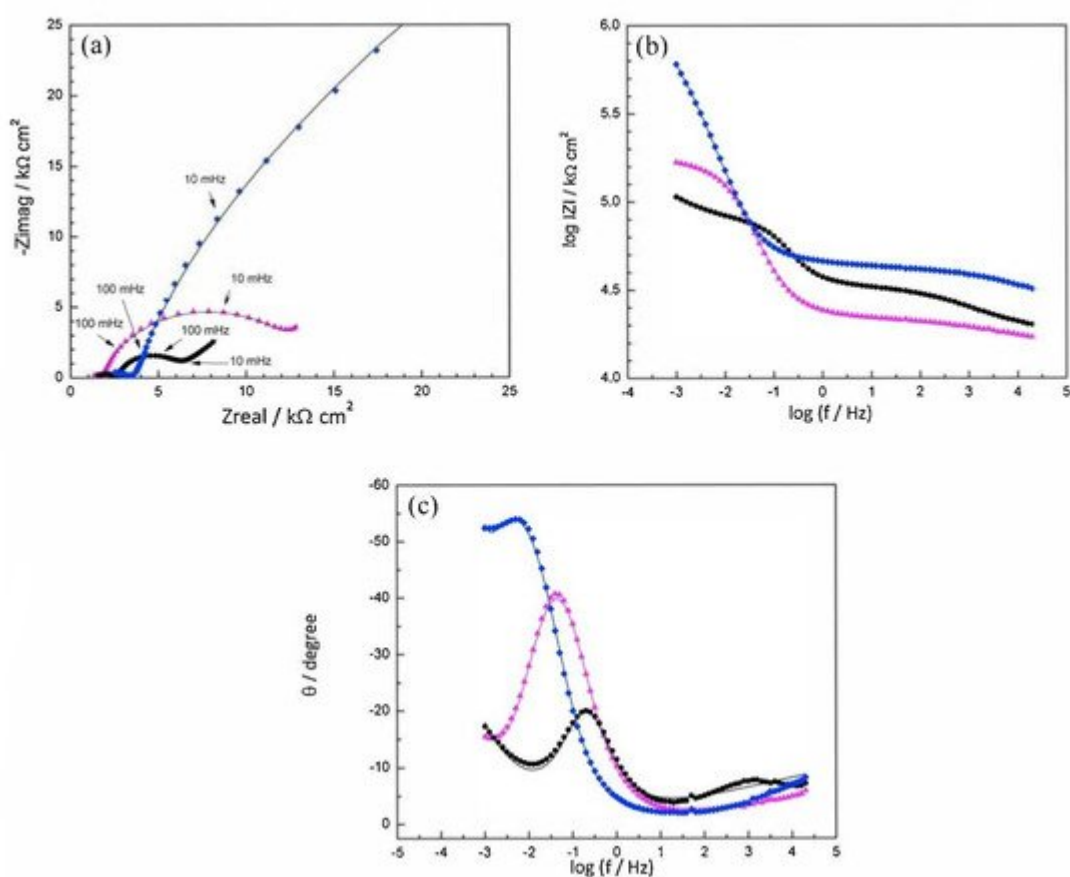 (a)
25
20
15
10
5
0
-Zimag / kΩ cm²
10 mHz
10 mHz
100 mHz
100 mHz
100 mHz
10 mHz
0 5 10 15 20 25
Zreal / kΩ cm²
(b)
6.0
5.5
5.0
4.5
4.0
log |Z| / kΩ cm²
-4 -3 -2 -1 0 1 2 3 4 5
log (f / Hz)
(c)
-60
-50
-40
-30
-20
-10
0
θ / degree
-5 -4 -3 -2 -1 0 1 2 3 4 5
log (f / Hz)